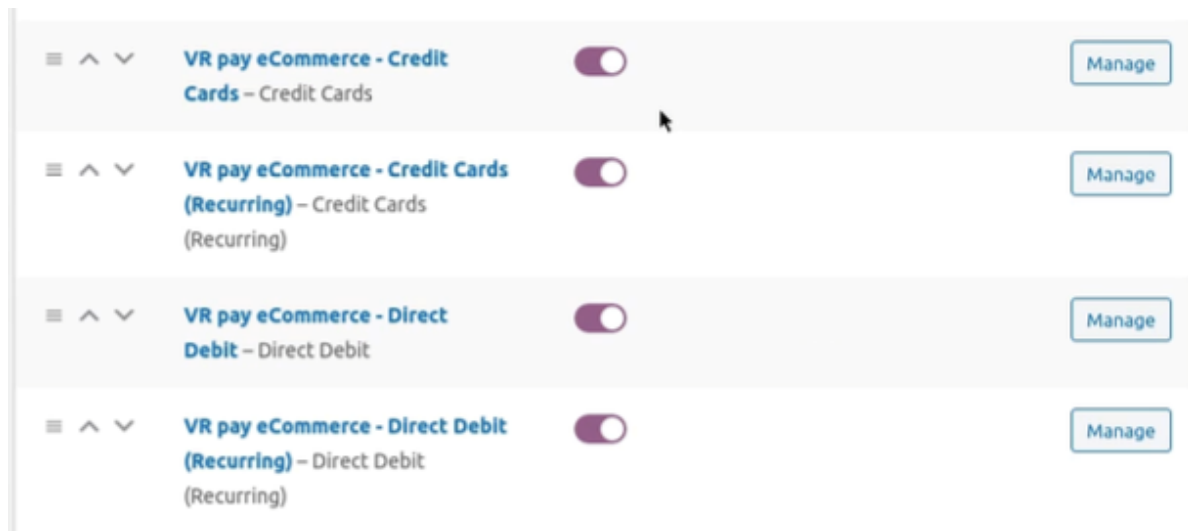 VR pay eCommerce - Credit
Cards – Credit Cards
Manage
VR pay eCommerce - Credit Cards
(Recurring) – Credit Cards
(Recurring)
Manage
VR pay eCommerce - Direct
Debit – Direct Debit
Manage
VR pay eCommerce - Direct Debit
(Recurring) – Direct Debit
(Recurring)
Manage